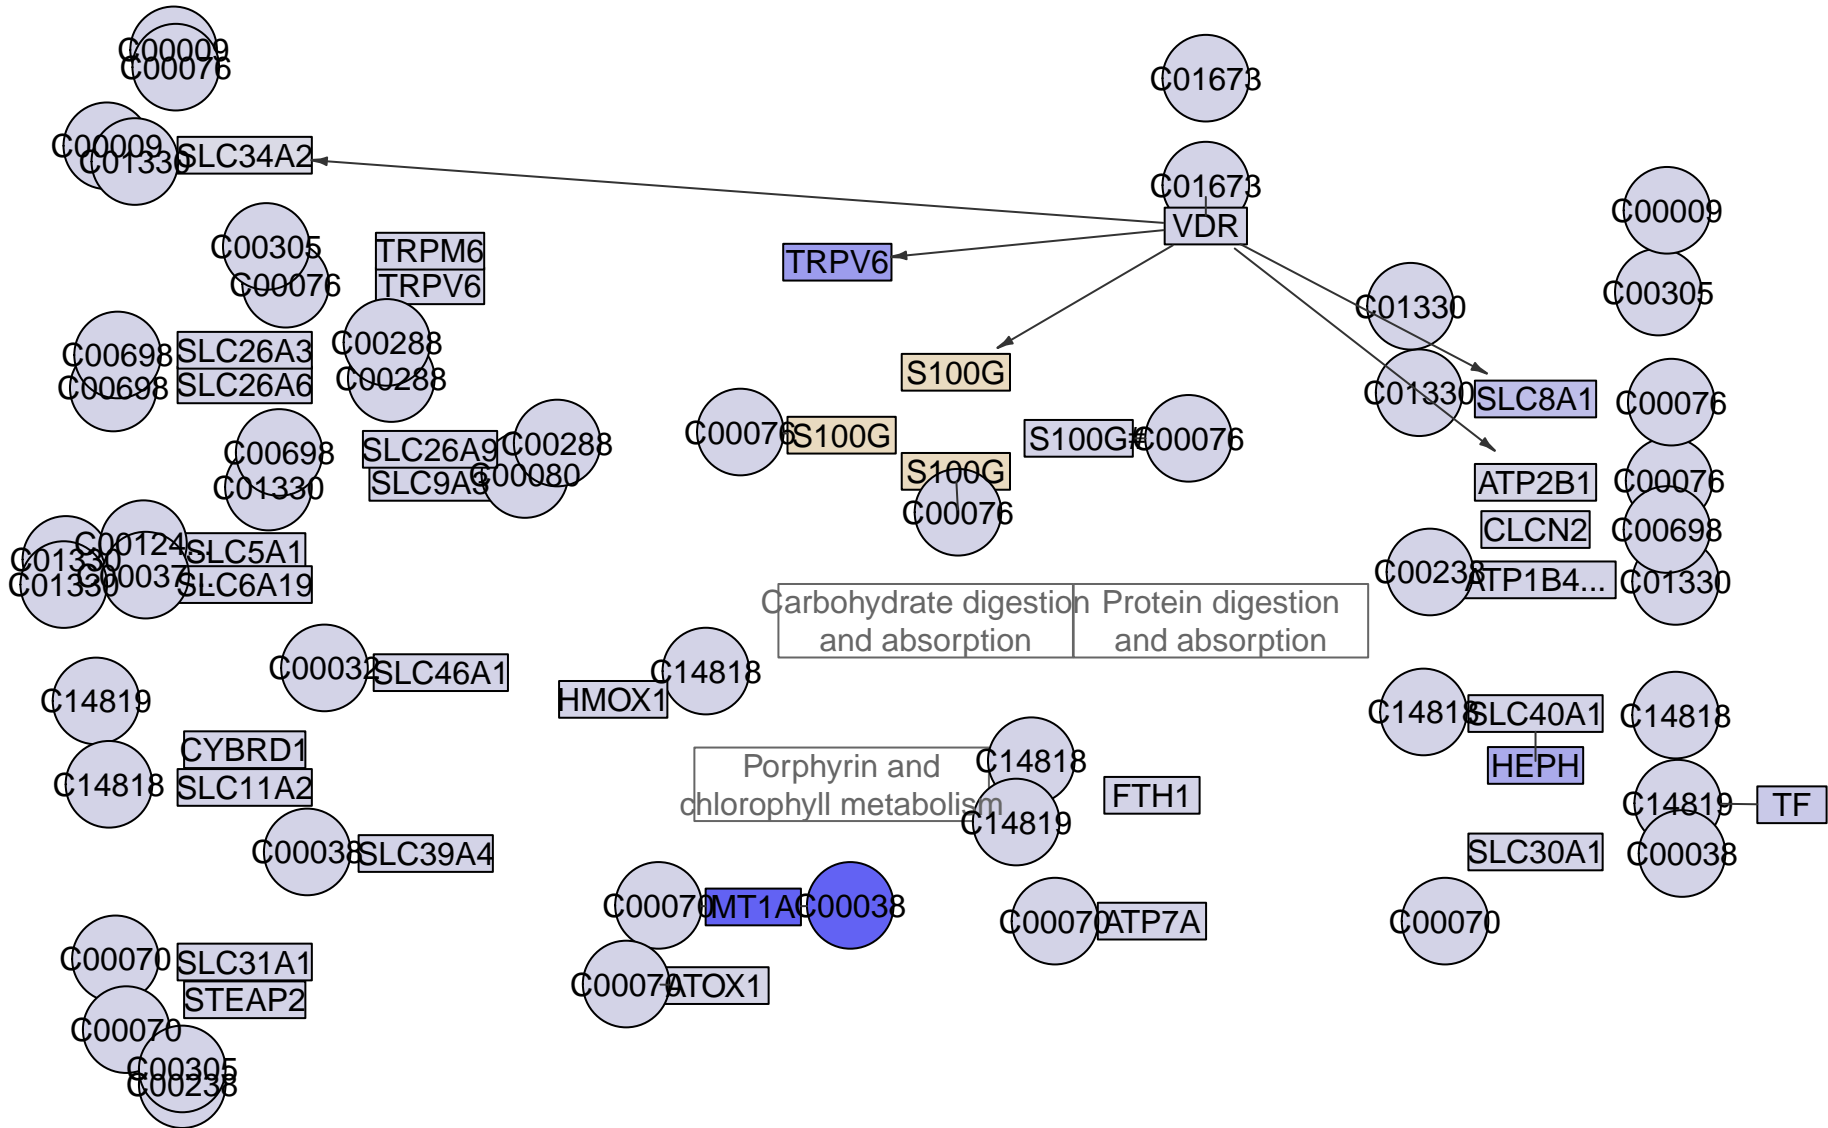 C00009
C00076
C01673
C00009
C01330
SLC34A2
C01673
VDR
C00009
C00305
C00076
TRPM6
TRPV6
TRPV6
C01330
C00305
C00698
C00698
SLC26A3
SLC26A6
C00288
C00288
S100G
C01330
SLC8A1
C00076
C00698
C01330
SLC26A9
SLC9A3
C00288
C00080
C00076
S100G
S100G
C00076
S100G#
C00076
ATP2B1
C00076
CLCN2
C00698
C01330
C01330
C00124...
C00037...
SLC5A1
SLC6A19
C00238
ATP1B4...
C01330
Carbohydrate digestion
and absorption
Protein digestion
and absorption
C00032
SLC46A1
HMOX1
C14818
C14819
C14818
CYBRD1
SLC11A2
Porphyrin and
chlorophyll metabolism
C14818
C14819
FTH1
C14818
SLC40A1
HEPH
C14818
C14819
TF
C00038
SLC39A4
SLC30A1
C00038
C00070
MT1A
C00038
C00070
ATP7A
C00070
C00070
SLC31A1
STEAP2
C00070
ATOX1
C00070
C00305
C00238